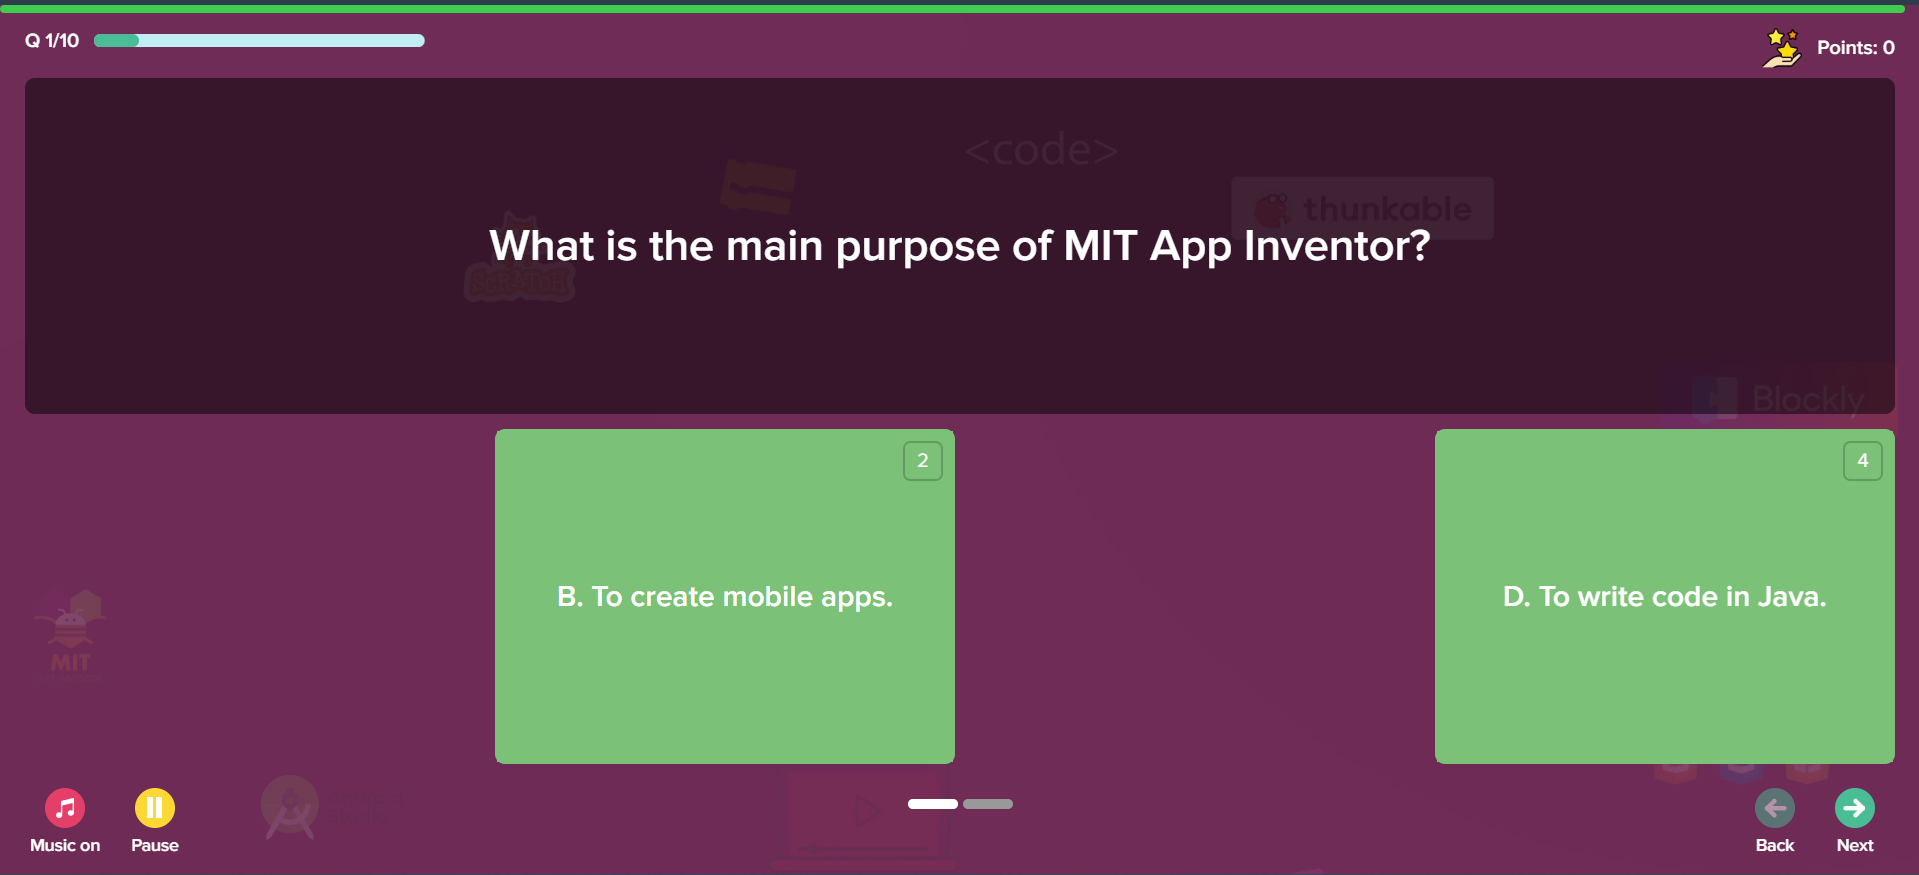 Q 1/10
Points: 0
<code>
thunkable
SCRATCH
What is the main purpose of MIT App Inventor?
Blockly
2
B. To create mobile apps.
4
D. To write code in Java.
MIT
Music on
Pause
Back
Next